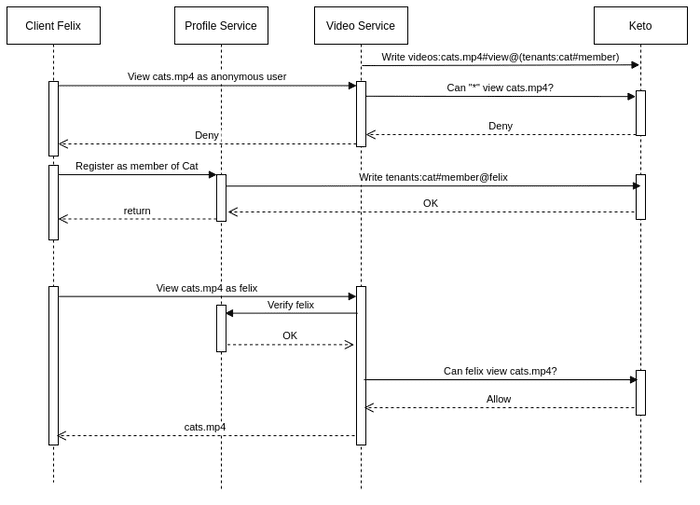 Client Felix
Profile Service
Video Service
Keto
Write videos:cats.mp4#view@(tenants:cat#member)
View cats.mp4 as anonymous user
Can "*" view cats.mp4?
Deny
Deny
Register as member of Cat
Write tenants:cat#member@felix
OK
return
View cats.mp4 as felix
Verify felix
OK
Can felix view cats.mp4?
Allow
cats.mp4